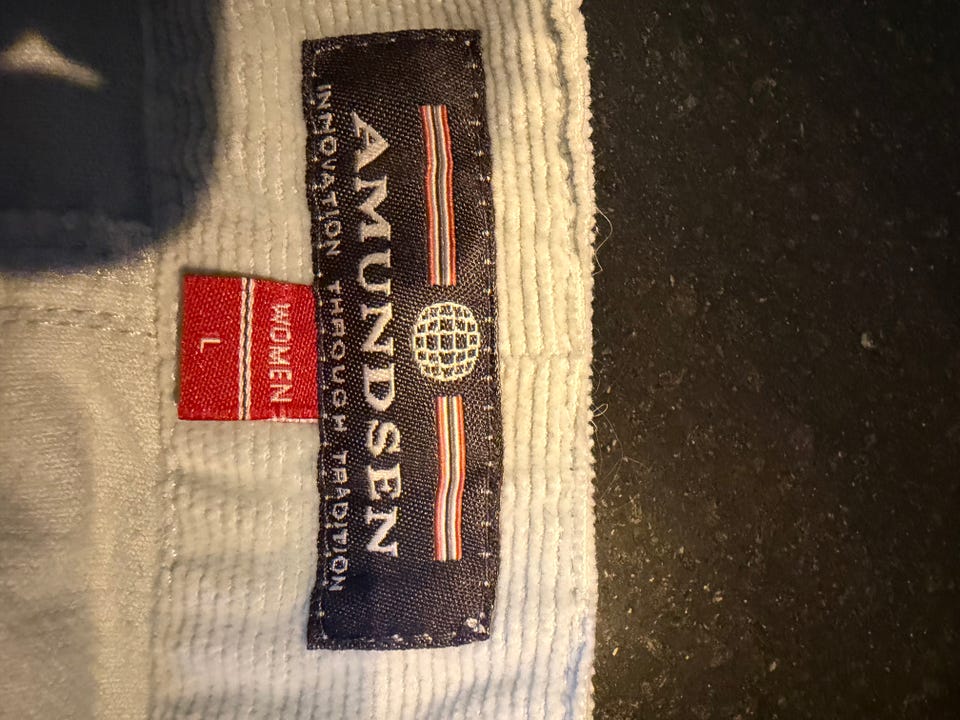 AMUNDSEN
INNOVATION THROUGH TRADITION
WOMEN
L